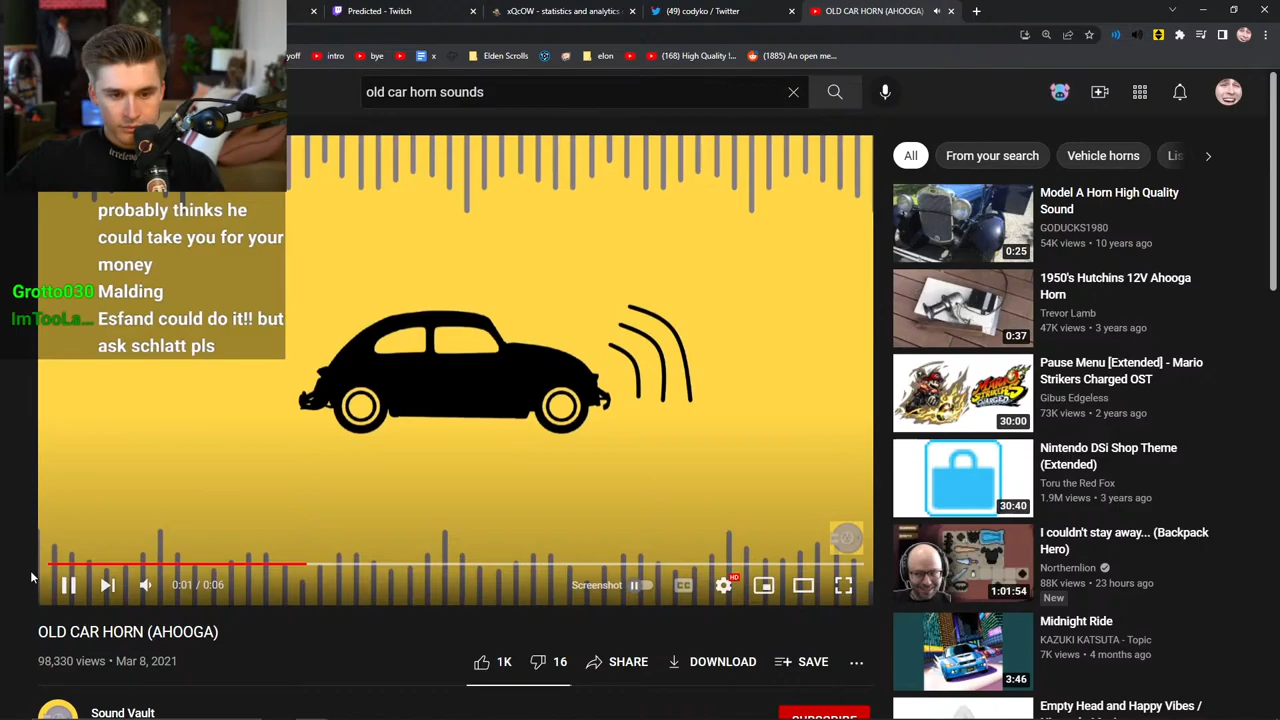 Predicted - Twitch
xQcOW - statistics and analytics
(49) codyko / Twitter
OLD CAR HORN (AHOOGA)
yoff
intro
bye
x
Elden Scrolls
elon
(168) High Quality I...
(1885) An open me...
old car horn sounds
probably thinks he
could take you for your
money
Grotto030 Malding
ImTooLa... Esfand could do it!! but
ask schlatt pls
0:01 / 0:06
Screenshot
CC
HD
OLD CAR HORN (AHOOGA)
98,330 views • Mar 8, 2021
1K
16
SHARE
DOWNLOAD
SAVE
Sound Vault
SUBSCRIBE
All
From your search
Vehicle horns
Lis
Model A Horn High Quality
Sound
GODUCKS1980
54K views • 10 years ago
0:25
1950's Hutchins 12V Ahooga
Horn
Trevor Lamb
47K views • 3 years ago
0:37
Pause Menu [Extended] - Mario
Strikers Charged OST
Gibus Edgeless
73K views • 2 years ago
30:00
Nintendo DSi Shop Theme
(Extended)
Toru the Red Fox
1.9M views • 3 years ago
30:40
I couldn't stay away... (Backpack
Hero)
Northernlion
88K views • 23 hours ago
New
1:01:54
Midnight Ride
KAZUKI KATSUTA - Topic
7K views • 4 months ago
3:46
Empty Head and Happy Vibes /